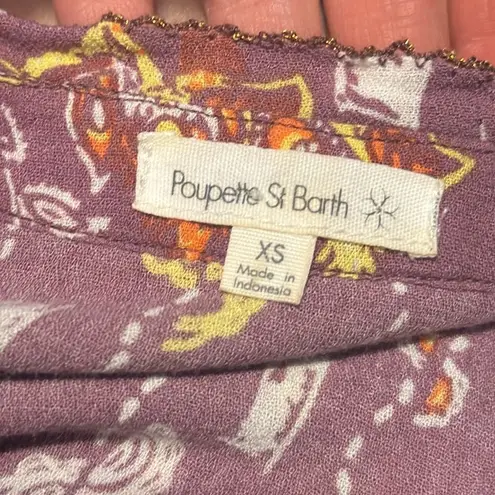 Poupette St Barth
XS
Made in
Indonesia